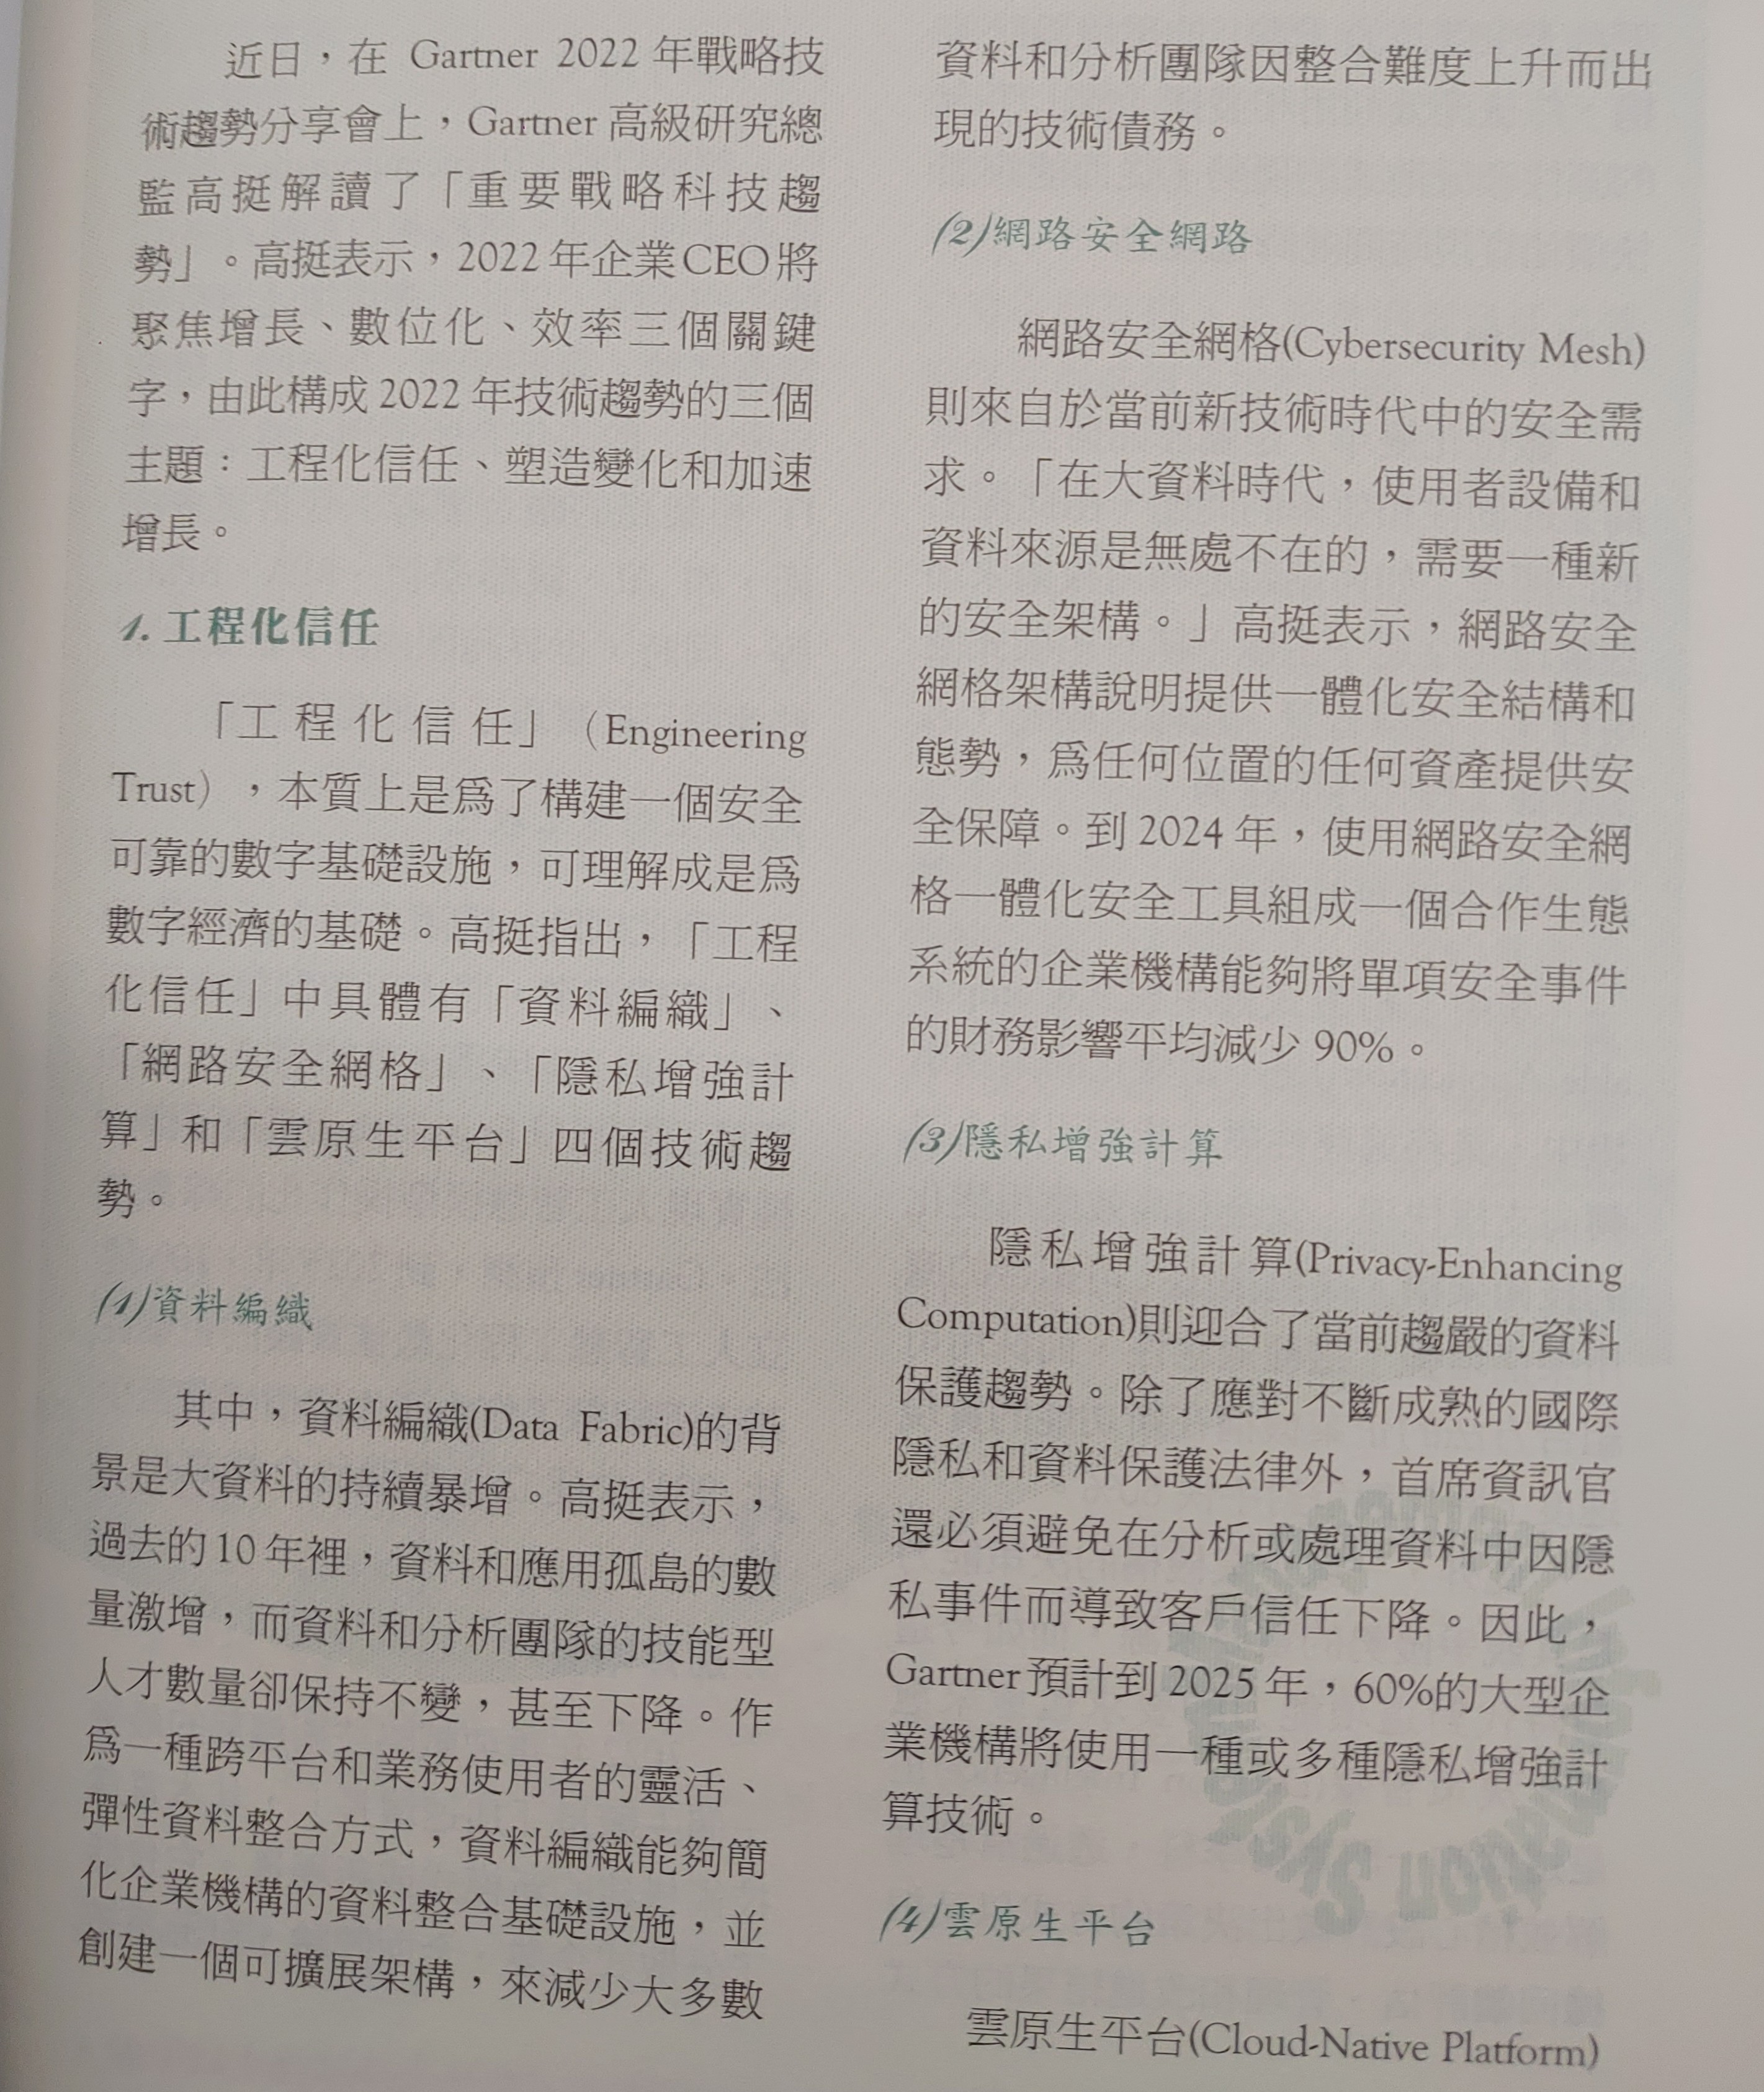 近日，在 Gartner 2022 年戰略技
術趨勢分享會上，Gartner 高級研究總
監高挺解讀了「重要戰略科技趨
勢」。高挺表示，2022 年企業CEO將
聚焦增長、數位化、效率三個關鍵
字，由此構成 2022 年技術趨勢的三個
主題：工程化信任、塑造變化和加速
增長。
1. 工程化信任
「工程化信任」（Engineering
Trust），本質上是爲了構建一個安全
可靠的數字基礎設施，可理解成是爲
數字經濟的基礎。高挺指出，「工程
化信任」中具體有「資料編織」、
「網路安全網格」、「隱私增強計
算」和「雲原生平台」四個技術趨
勢。
(1)資料編織
其中，資料編織(Data Fabric)的背
景是大資料的持續暴增。高挺表示，
過去的 10 年裡，資料和應用孤島的數
量激增，而資料和分析團隊的技能型
人才數量卻保持不變，甚至下降。作
爲一種跨平台和業務使用者的靈活、
彈性資料整合方式，資料編織能夠簡
化企業機構的資料整合基礎設施，並
創建一個可擴展架構，來減少大多數
資料和分析團隊因整合難度上升而出
現的技術債務。
(2)網路安全網路
網路安全網格(Cybersecurity Mesh)
則來自於當前新技術時代中的安全需
求。「在大資料時代，使用者設備和
資料來源是無處不在的，需要一種新
的安全架構。」高挺表示，網路安全
網格架構說明提供一體化安全結構和
態勢，爲任何位置的任何資產提供安
全保障。到 2024 年，使用網路安全網
格一體化安全工具組成一個合作生態
系統的企業機構能夠將單項安全事件
的財務影響平均減少 90%。
(3)隱私增強計算
隱私增強計算(Privacy-Enhancing
Computation)則迎合了當前趨嚴的資料
保護趨勢。除了應對不斷成熟的國際
隱私和資料保護法律外，首席資訊官
還必須避免在分析或處理資料中因隱
私事件而導致客戶信任下降。因此，
Gartner 預計到 2025 年，60%的大型企
業機構將使用一種或多種隱私增強計
算技術。
(4)雲原生平台
雲原生平台(Cloud-Native Platform)